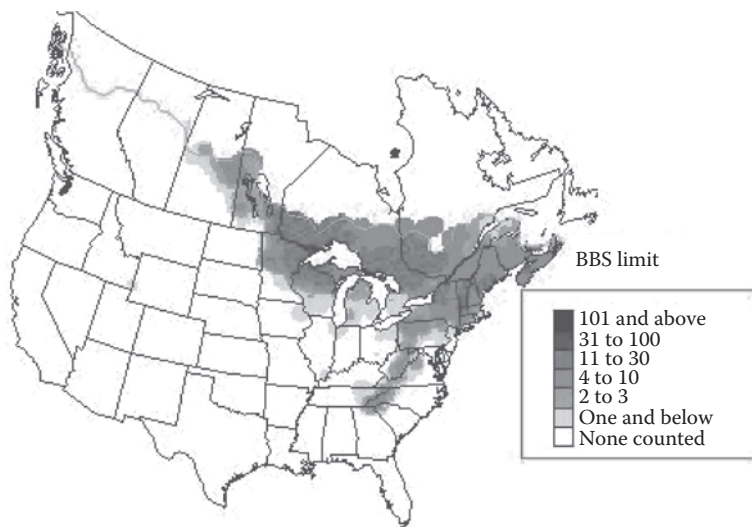 BBS limit
101 and above
31 to 100
11 to 30
4 to 10
2 to 3
One and below
None counted